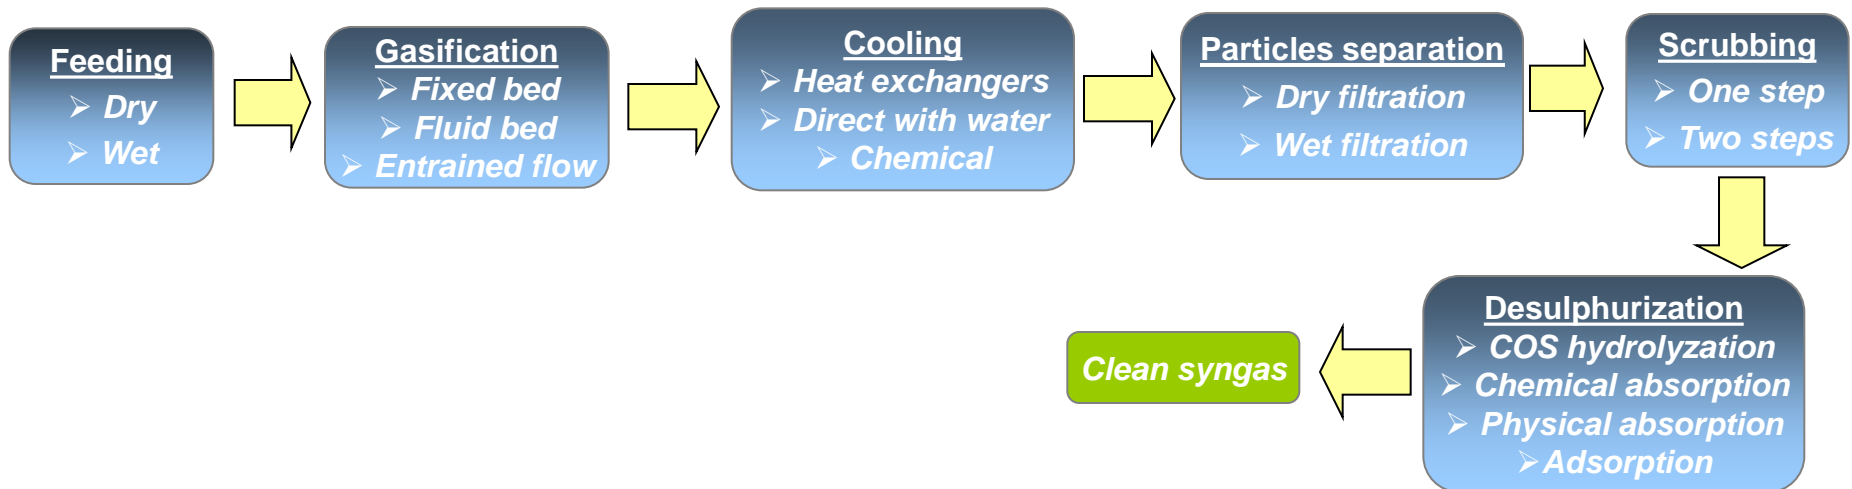 Feeding
➢ Dry
➢ Wet
Gasification
➢ Fixed bed
➢ Fluid bed
➢ Entrained flow
Cooling
➢ Heat exchangers
➢ Direct with water
➢ Chemical
Particles separation
➢ Dry filtration
➢ Wet filtration
Scrubbing
➢ One step
➢ Two steps
Desulphurization
➢ COS hydrolyzation
➢ Chemical absorption
➢ Physical absorption
➢ Adsorption
Clean syngas